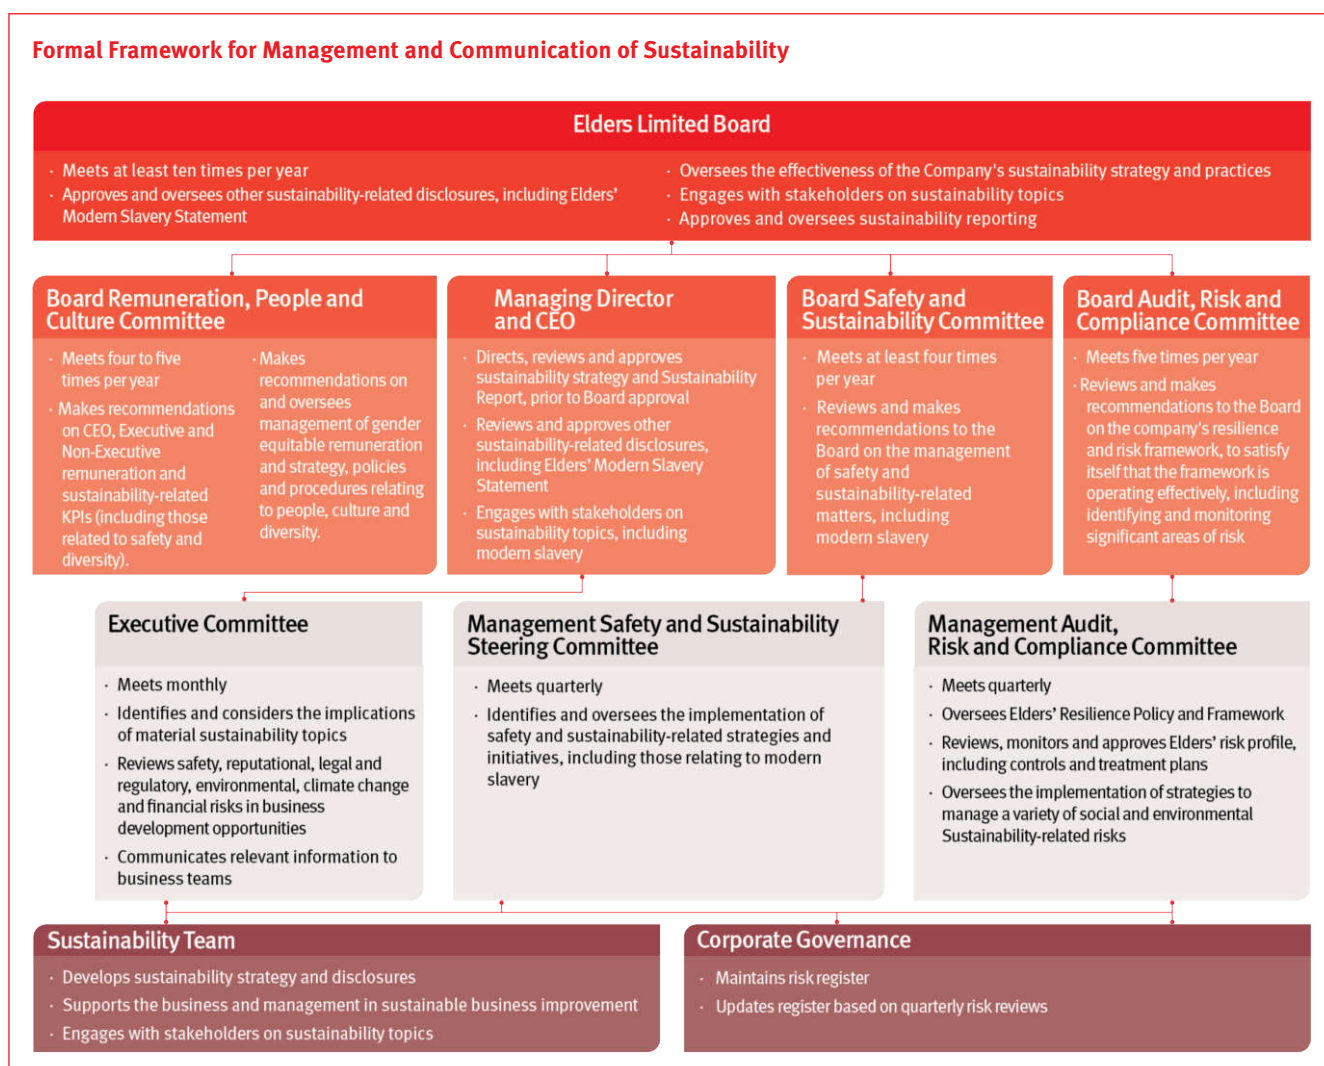 Formal Framework for Management and Communication of Sustainability
Elders Limited Board
· Meets at least ten times per year
· Approves and oversees other sustainability-related disclosures, including Elders’
Modern Slavery Statement
· Oversees the effectiveness of the Company's sustainability strategy and practices
· Engages with stakeholders on sustainability topics
· Approves and oversees sustainability reporting
Board Remuneration, People and
Culture Committee
· Meets four to five
times per year
· Makes recommendations
on CEO, Executive and
Non-Executive
remuneration and
sustainability-related
KPIs (including those
related to safety and
diversity).
· Makes
recommendations on
and oversees
management of gender
equitable remuneration
and strategy, policies
and procedures relating
to people, culture and
diversity.
Managing Director
and CEO
· Directs, reviews and approves
sustainability strategy and Sustainability
Report, prior to Board approval
· Reviews and approves other
sustainability-related disclosures,
including Elders’ Modern Slavery
Statement
· Engages with stakeholders on
sustainability topics, including
modern slavery
Board Safety and
Sustainability Committee
· Meets at least four times
per year
· Reviews and makes
recommendations to the
Board on the management
of safety and
sustainability-related
matters, including
modern slavery
Board Audit, Risk and
Compliance Committee
· Meets five times per year
· Reviews and makes
recommendations to the Board
on the company's resilience
and risk framework, to satisfy
itself that the framework is
operating effectively, including
identifying and monitoring
significant areas of risk
Executive Committee
· Meets monthly
· Identifies and considers the implications
of material sustainability topics
· Reviews safety, reputational, legal and
regulatory, environmental, climate change
and financial risks in business
development opportunities
· Communicates relevant information to
business teams
Management Safety and Sustainability
Steering Committee
· Meets quarterly
· Identifies and oversees the implementation of
safety and sustainability-related strategies and
initiatives, including those relating to modern
slavery
Management Audit,
Risk and Compliance Committee
· Meets quarterly
· Oversees Elders’ Resilience Policy and Framework
· Reviews, monitors and approves Elders’ risk profile,
including controls and treatment plans
· Oversees the implementation of strategies to
manage a variety of social and environmental
Sustainability-related risks
Sustainability Team
· Develops sustainability strategy and disclosures
· Supports the business and management in sustainable business improvement
· Engages with stakeholders on sustainability topics
Corporate Governance
· Maintains risk register
· Updates register based on quarterly risk reviews